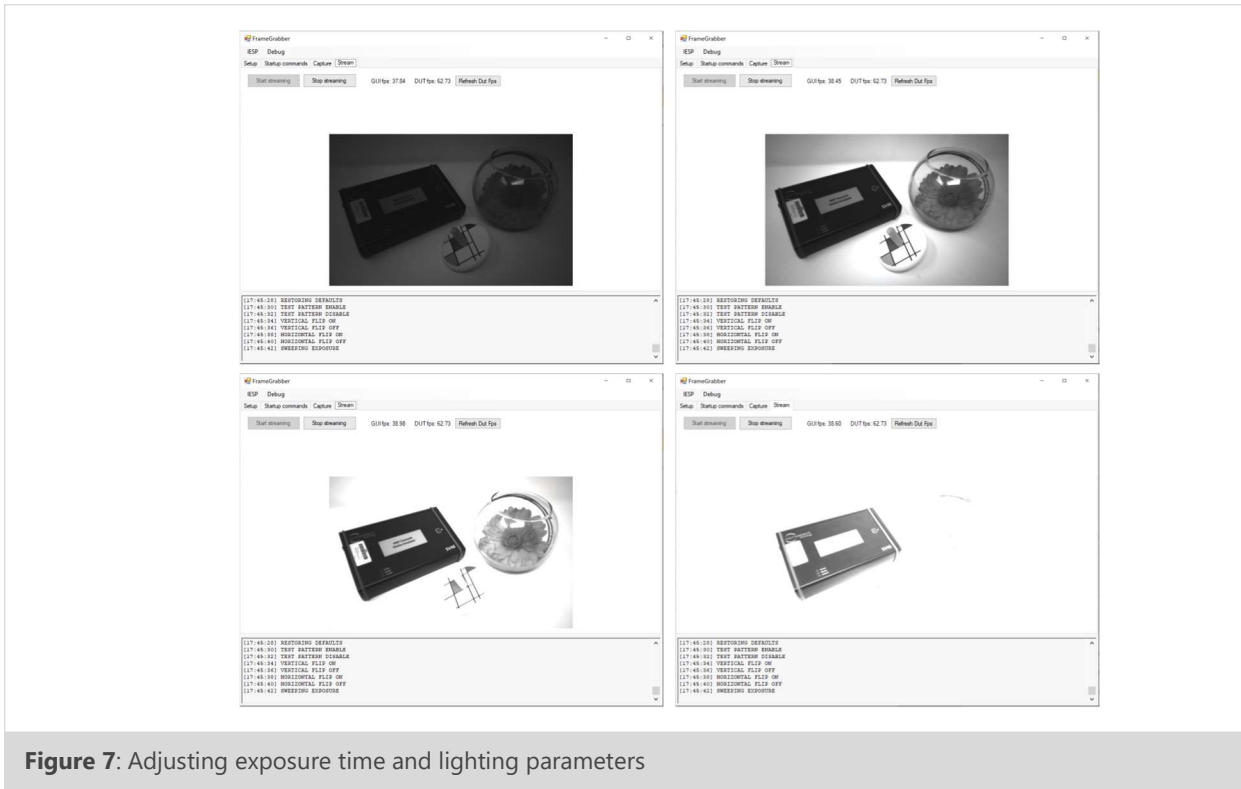 FrameGrabber
IESP Debug
Setup Startup commands Capture Stream
Start streaming Stop streaming GUI fps: 37.84 DUT fps: 62.73 Refresh Dut Fps
[17:45:28] RESTORING DEFAULTS
[17:45:30] TEST PATTERN ENABLE
[17:45:32] TEST PATTERN DISABLE
[17:45:34] VERTICAL FLIP ON
[17:45:36] VERTICAL FLIP OFF
[17:45:38] HORIZONTAL FLIP ON
[17:45:40] HORIZONTAL FLIP OFF
[17:45:42] SWEEPING EXPOSURE
FrameGrabber
IESP Debug
Setup Startup commands Capture Stream
Start streaming Stop streaming GUI fps: 38.45 DUT fps: 62.73 Refresh Dut Fps
SVM
[17:45:28] RESTORING DEFAULTS
[17:45:30] TEST PATTERN ENABLE
[17:45:32] TEST PATTERN DISABLE
[17:45:34] VERTICAL FLIP ON
[17:45:36] VERTICAL FLIP OFF
[17:45:38] HORIZONTAL FLIP ON
[17:45:40] HORIZONTAL FLIP OFF
[17:45:42] SWEEPING EXPOSURE
FrameGrabber
IESP Debug
Setup Startup commands Capture Stream
Start streaming Stop streaming GUI fps: 38.98 DUT fps: 62.73 Refresh Dut Fps
SVM
[17:45:28] RESTORING DEFAULTS
[17:45:30] TEST PATTERN ENABLE
[17:45:32] TEST PATTERN DISABLE
[17:45:34] VERTICAL FLIP ON
[17:45:36] VERTICAL FLIP OFF
[17:45:38] HORIZONTAL FLIP ON
[17:45:40] HORIZONTAL FLIP OFF
[17:45:42] SWEEPING EXPOSURE
FrameGrabber
IESP Debug
Setup Startup commands Capture Stream
Start streaming Stop streaming GUI fps: 38.60 DUT fps: 62.73 Refresh Dut Fps
SVM
[17:45:28] RESTORING DEFAULTS
[17:45:30] TEST PATTERN ENABLE
[17:45:32] TEST PATTERN DISABLE
[17:45:34] VERTICAL FLIP ON
[17:45:36] VERTICAL FLIP OFF
[17:45:38] HORIZONTAL FLIP ON
[17:45:40] HORIZONTAL FLIP OFF
[17:45:42] SWEEPING EXPOSURE
Figure 7: Adjusting exposure time and lighting parameters